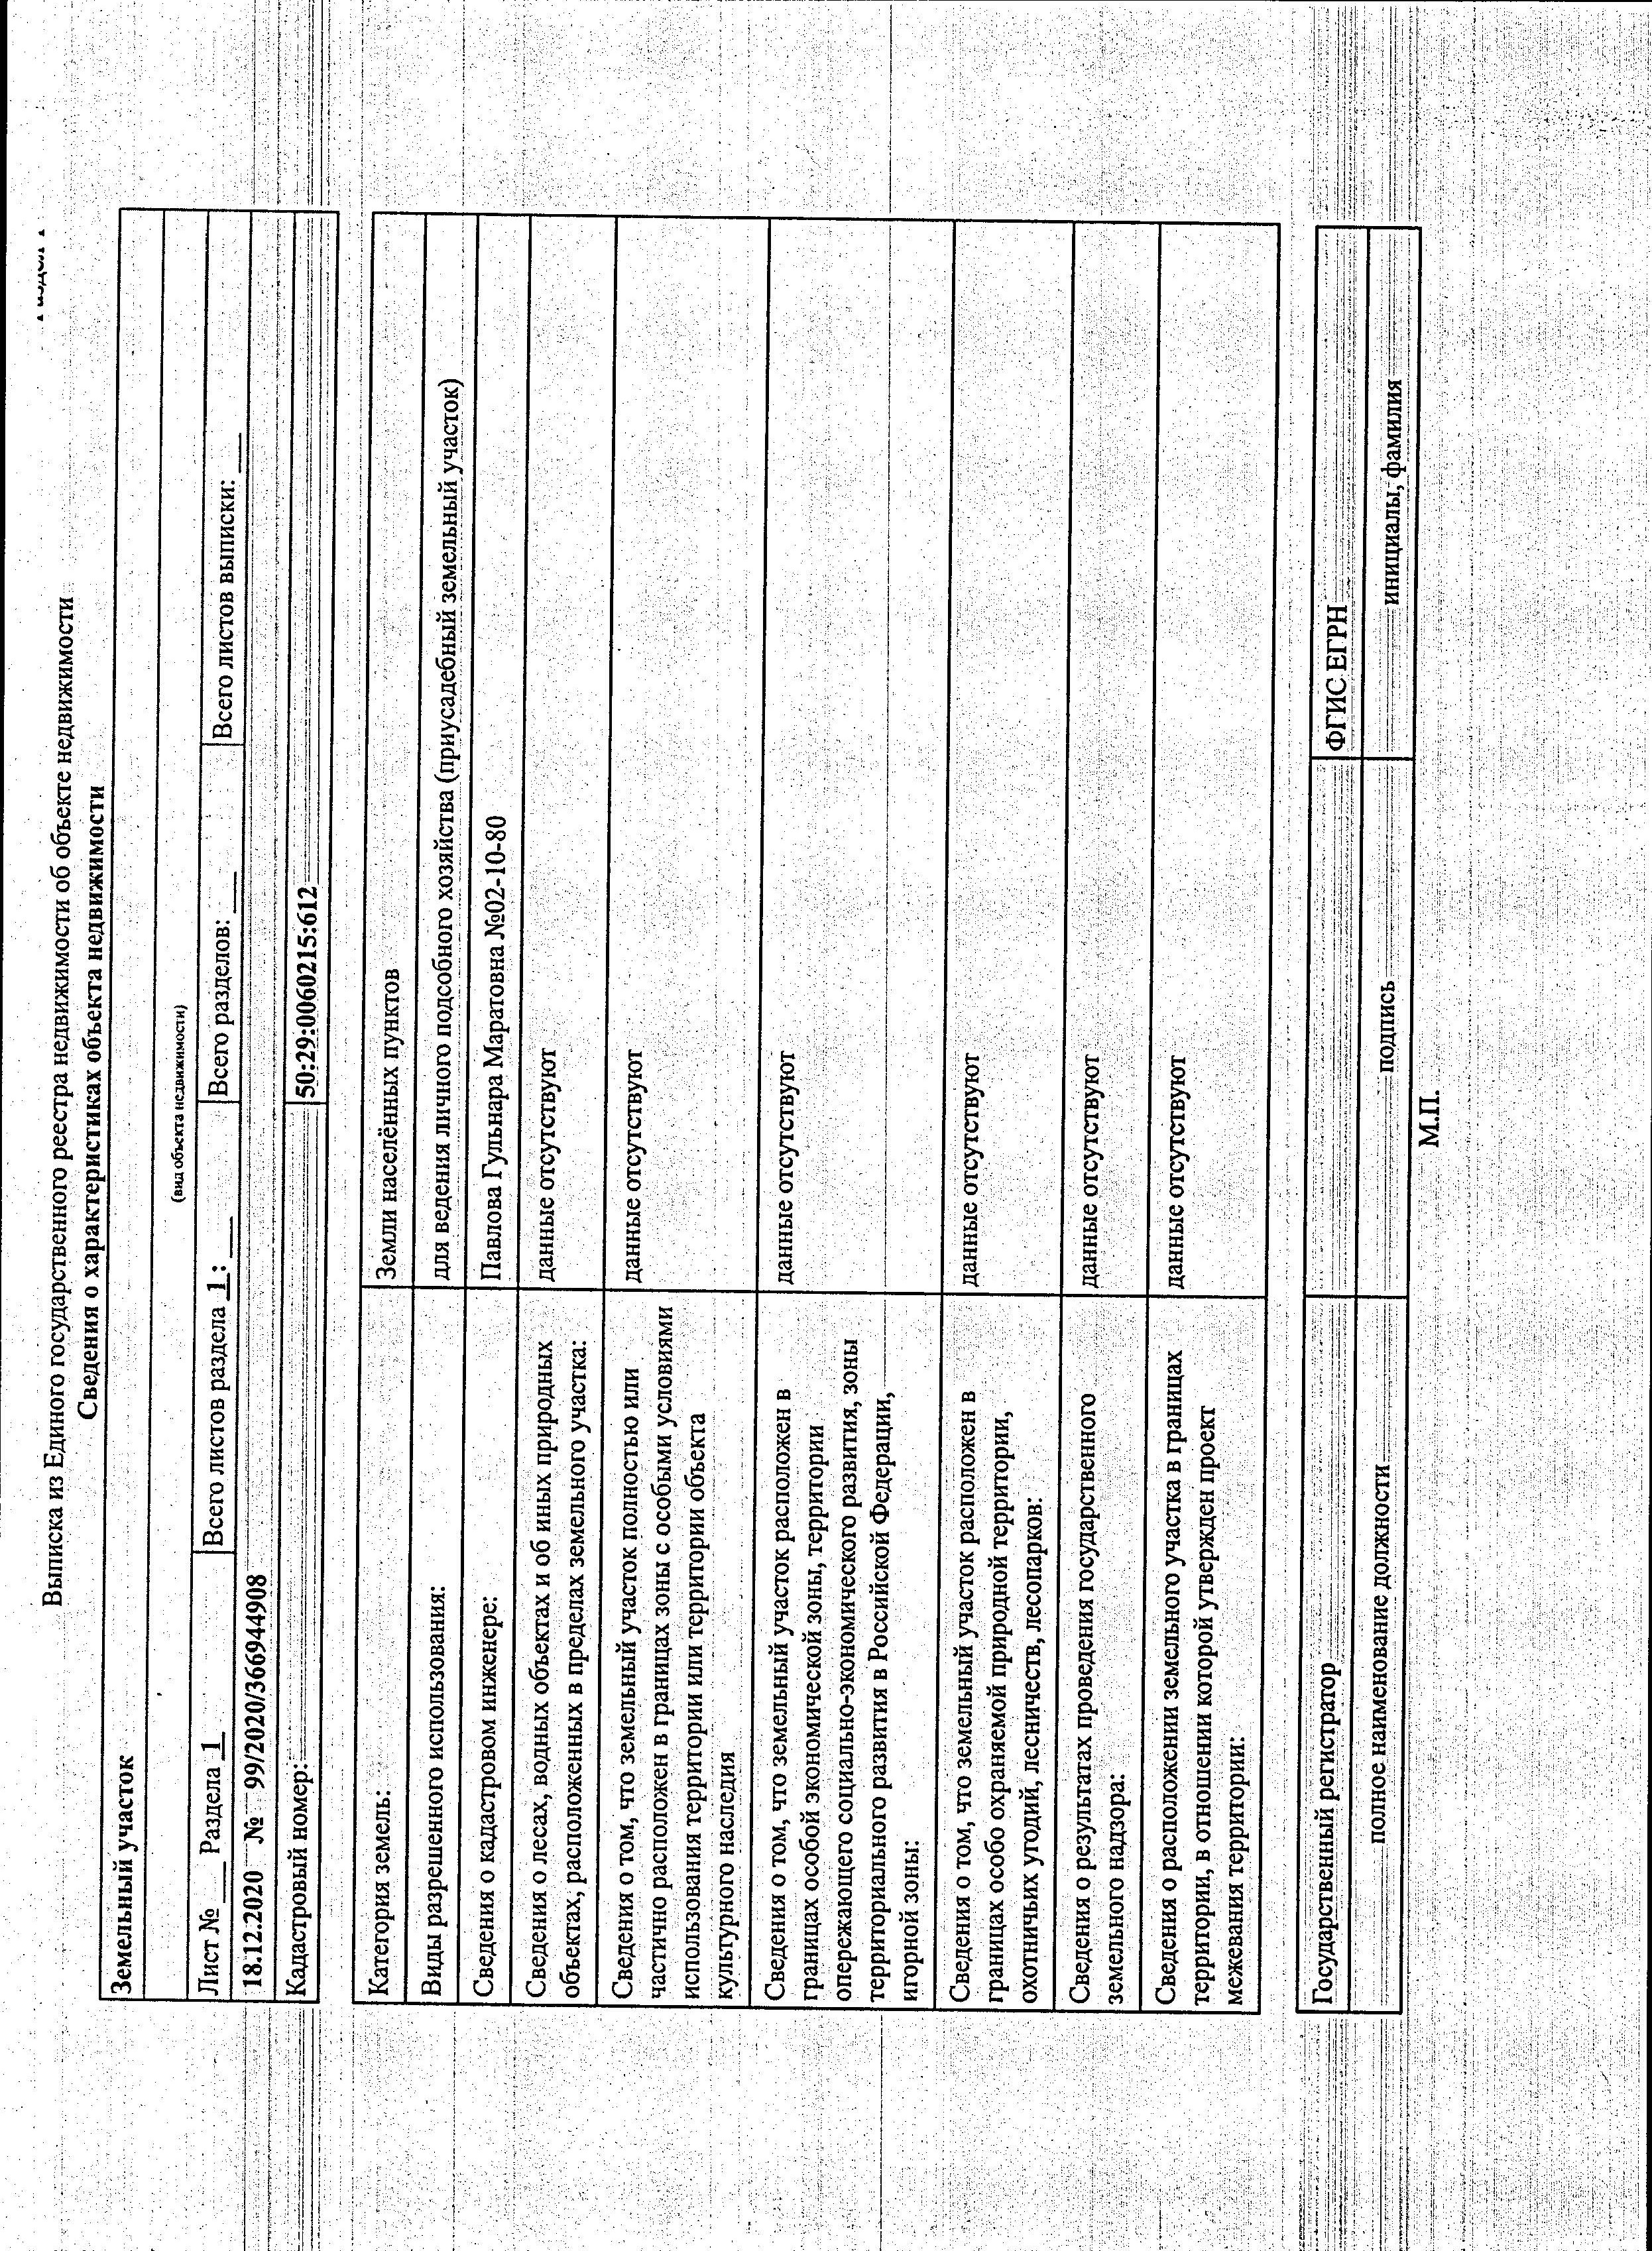 Выписка из Единого государственного реестра недвижимости об объекте недвижимости
Сведения о характеристиках объекта недвижимости
Земельный участок
(вид объекта недвижимости)
Лист № ___ Раздела 1 Всего листов раздела 1 : ___ Всего разделов: ___ Всего листов выписки: ___
18.12.2020 № 99/2020/366944908
Кадастровый номер: 50:29:0060215:612
Категория земель: Земли населённых пунктов
Виды разрешенного использования: для ведения личного подсобного хозяйства (приусадебный земельный участок)
Сведения о кадастровом инженере: Павлова Гульнара Маратовна №02-10-80
Сведения о лесах, водных объектах и об иных природных данные отсутствуют
объектах, расположенных в пределах земельного участка:
Сведения о том, что земельный участок полностью или данные отсутствуют
частично расположен в границах зоны с особыми условиями
использования территории или территории объекта
культурного наследия
Сведения о том, что земельный участок расположен в данные отсутствуют
границах особой экономической зоны, территории
опережающего социально-экономического развития, зоны
территориального развития в Российской Федерации,
игорной зоны:
Сведения о том, что земельный участок расположен в данные отсутствуют
границах особо охраняемой природной территории,
охотничьих угодий, лесничеств, лесопарков:
Сведения о результатах проведения государственного данные отсутствуют
земельного надзора:
Сведения о расположении земельного участка в границах данные отсутствуют
территории, в отношении которой утвержден проект
межевания территории:
Государственный регистратор ФГИС ЕГРН
полное наименование должности подпись инициалы, фамилия
М.П.